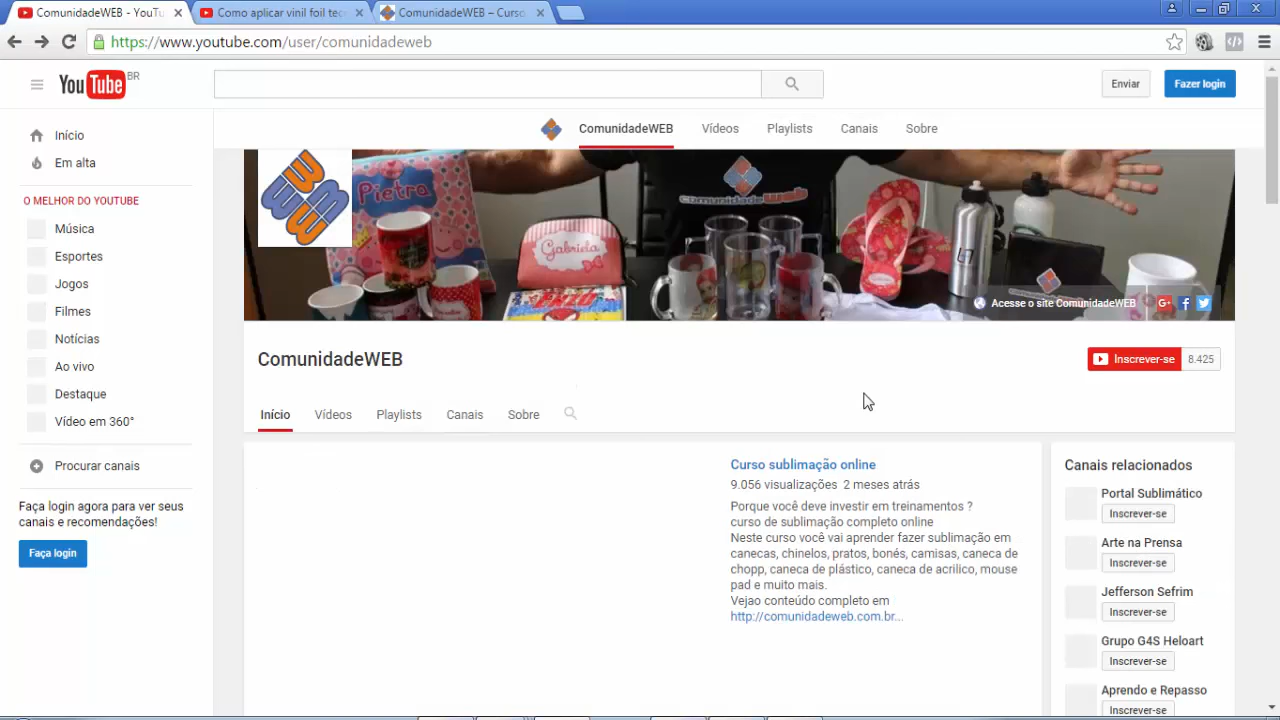 ComunidadeWEB - YouTu
Como aplicar vinil foil tec
ComunidadeWEB – Curso
https://www.youtube.com/user/comunidadeweb
YouTube BR
Enviar
Fazer login
ComunidadeWEB
Vídeos
Playlists
Canais
Sobre
Início
Em alta
O MELHOR DO YOUTUBE
Música
Esportes
Jogos
Filmes
Notícias
Ao vivo
Destaque
Vídeo em 360°
Procurar canais
Faça login agora para ver seus
canais e recomendações!
Faça login
Pietra
comunidadeweb
Gabriela
Acesse o site ComunidadeWEB
ComunidadeWEB
Inscrever-se 8.425
Início
Vídeos
Playlists
Canais
Sobre
Curso sublimação online
9.056 visualizações 2 meses atrás
Porque você deve investir em treinamentos ?
curso de sublimação completo online
Neste curso você vai aprender fazer sublimação em
canecas, chinelos, pratos, bonés, camisas, caneca de
chopp, caneca de plástico, caneca de acrilico, mouse
pad e muito mais.
Vejao conteúdo completo em
http://comunidadeweb.com.br...
Canais relacionados
Portal Sublimático
Inscrever-se
Arte na Prensa
Inscrever-se
Jefferson Sefrim
Inscrever-se
Grupo G4S Heloart
Inscrever-se
Aprendo e Repasso
Inscrever-se